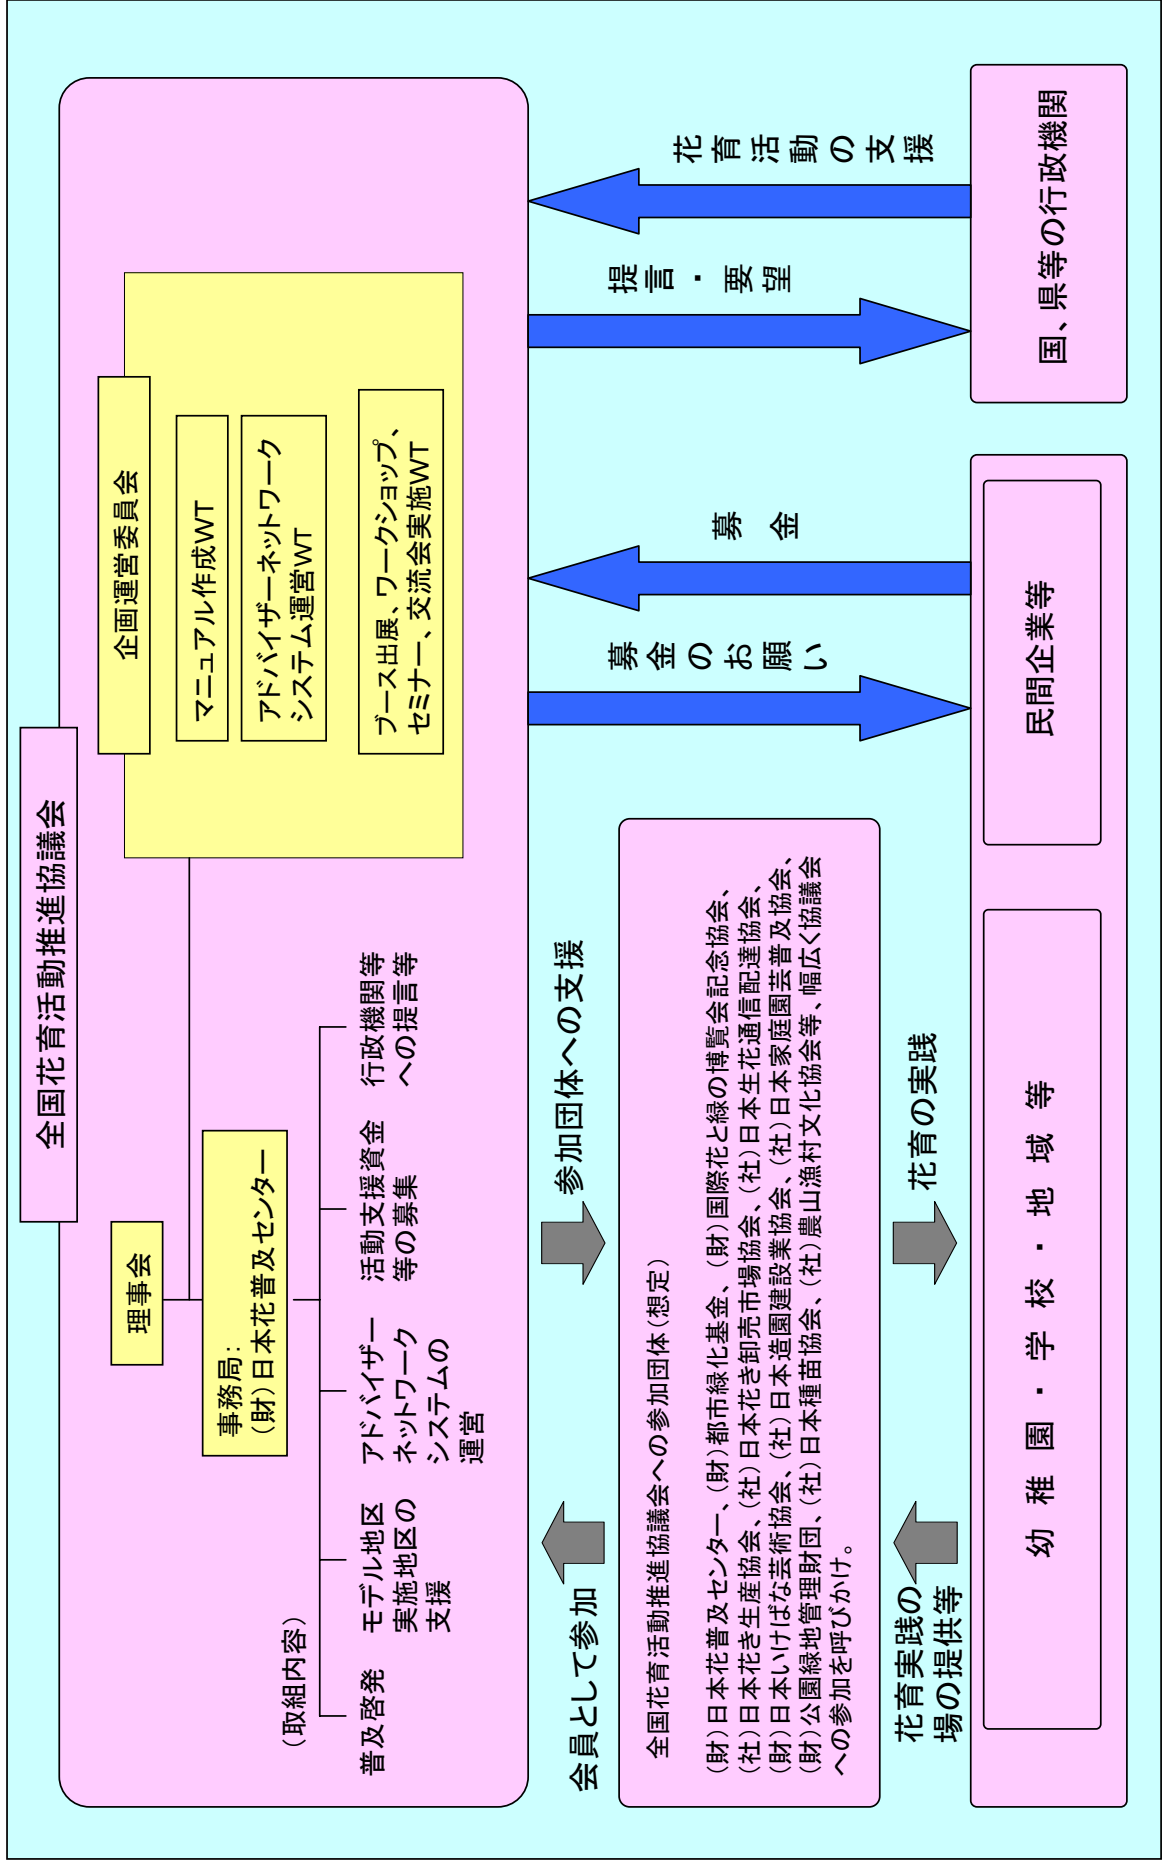 全国花育活動推進協議会
理事会
事務局:
(財)日本花普及センター
(取組内容)
普及啓発
モデル地区
実施地区の
支援
アドバイザー
ネットワーク
システムの
運営
活動支援資金
等の募集
行政機関等
への提言等
企画運営委員会
マニュアル作成WT
アドバイザーネットワーク
システム運営WT
ブース出展、ワークショップ、
セミナー、交流会実施WT
会員として参加
参加団体への支援
募金のお願い
募金
提言・要望
花育活動の支援
全国花育活動推進協議会への参加団体(想定)
(財)日本花普及センター、(財)都市緑化基金、(財)国際花と緑の博覧会記念協会、
(社)日本花き生産協会、(社)日本花き卸売市場協会、(社)日本生花通信配達協会、
(財)日本いけばな芸術協会、(社)日本造園建設業協会、(社)日本家庭園芸普及協会、
(財)公園緑地管理財団、(社)日本種苗協会、(社)農山漁村文化協会等、幅広く協議会
への参加を呼びかけ。
花育実践の
場の提供等
花育の実践
幼稚園・学校・地域等
民間企業等
国、県等の行政機関